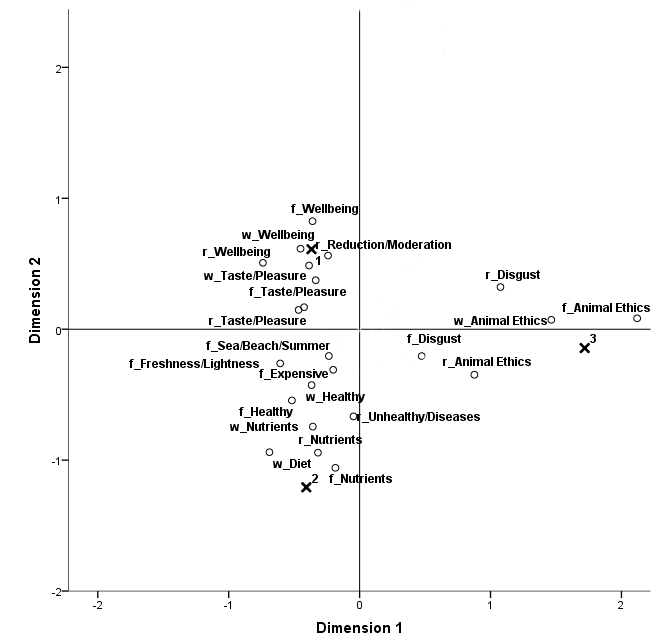 2
1
f_Wellbeing
w_Wellbeing
r_Reduction/Moderation
r_Wellbeing
1
w_Taste/Pleasure
r_Disgust
f_Taste/Pleasure
f_Animal Ethics
r_Taste/Pleasure
w_Animal Ethics
0
3
f_Sea/Beach/Summer
f_Disgust
f_Freshness/Lightness
r_Animal Ethics
f_Expensive
w_Healthy
f_Healthy
r_Unhealthy/Diseases
w_Nutrients
r_Nutrients
-1
w_Diet
2
f_Nutrients
-2
-2
-1
0
1
2
Dimension 1
Dimension 2